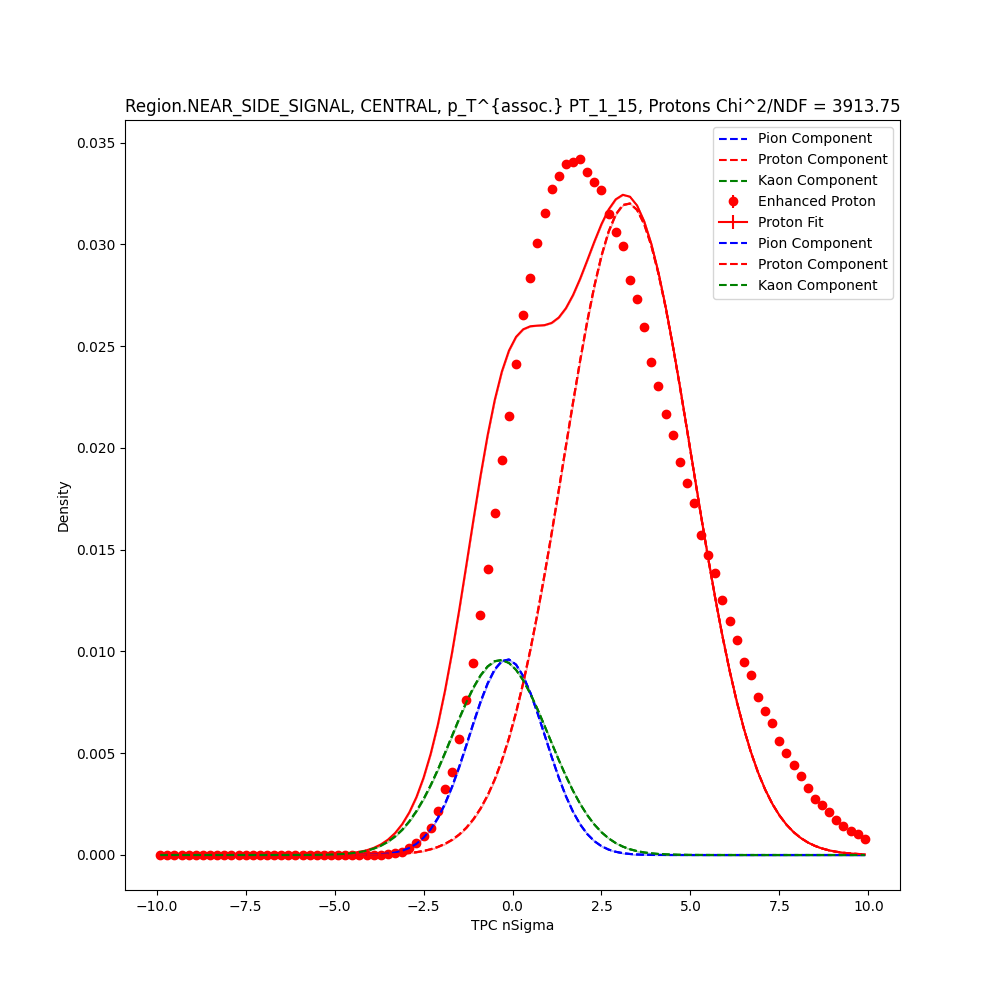 Region.NEAR_SIDE_SIGNAL, CENTRAL, p_T^{assoc.} PT_1_15, Protons Chi^2/NDF = 3913.75
Pion Component
Proton Component
Kaon Component
Enhanced Proton
Proton Fit
Pion Component
Proton Component
Kaon Component
0.035
0.030
0.025
0.020
0.015
0.010
0.005
0.000
Density
−10.0 −7.5 −5.0 −2.5 0.0 2.5 5.0 7.5 10.0
TPC nSigma